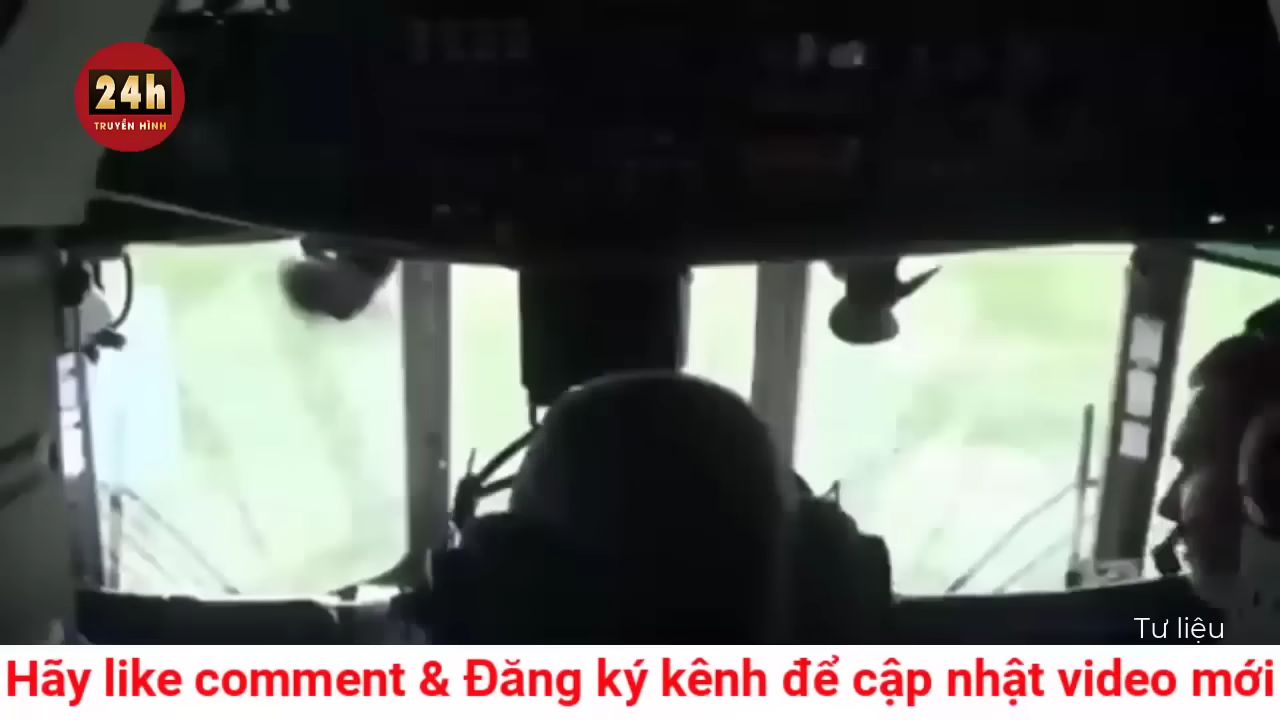 24h
TRUYỀN HÌNH
Tư liệu
Hãy like comment & Đăng ký kênh để cập nhật video mới